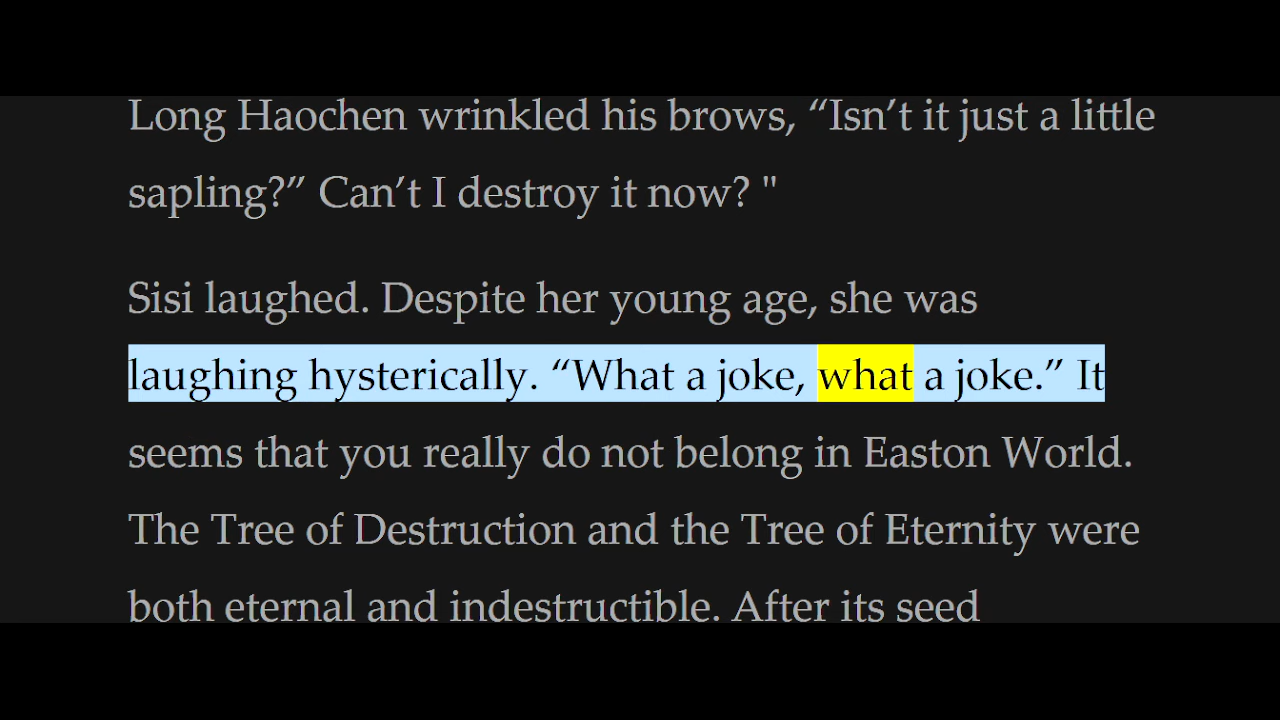 Long Haochen wrinkled his brows, “Isn’t it just a little
sapling?” Can’t I destroy it now? "
Sisi laughed. Despite her young age, she was
laughing hysterically. “What a joke, what a joke.” It
seems that you really do not belong in Easton World.
The Tree of Destruction and the Tree of Eternity were
both eternal and indestructible. After its seed